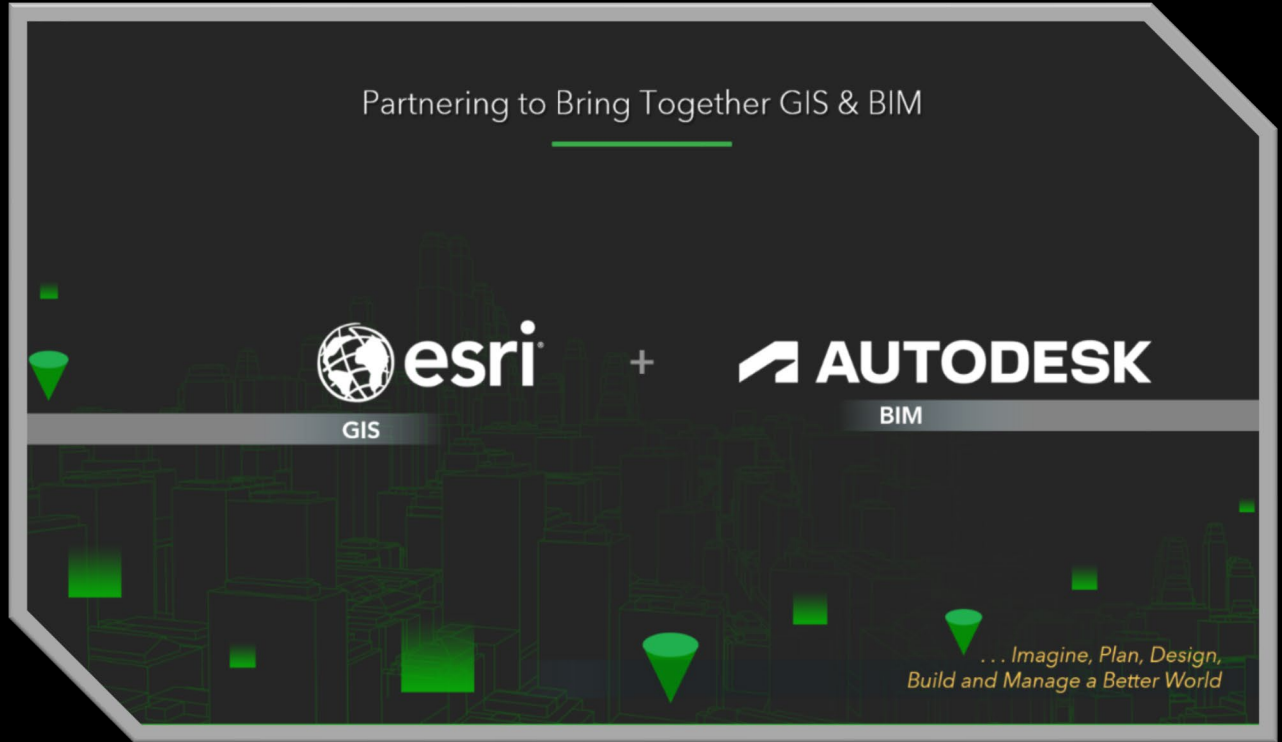 Partnering to Bring Together GIS & BIM
esri®
+
AUTODESK
GIS
BIM
. . . Imagine, Plan, Design,
Build and Manage a Better World